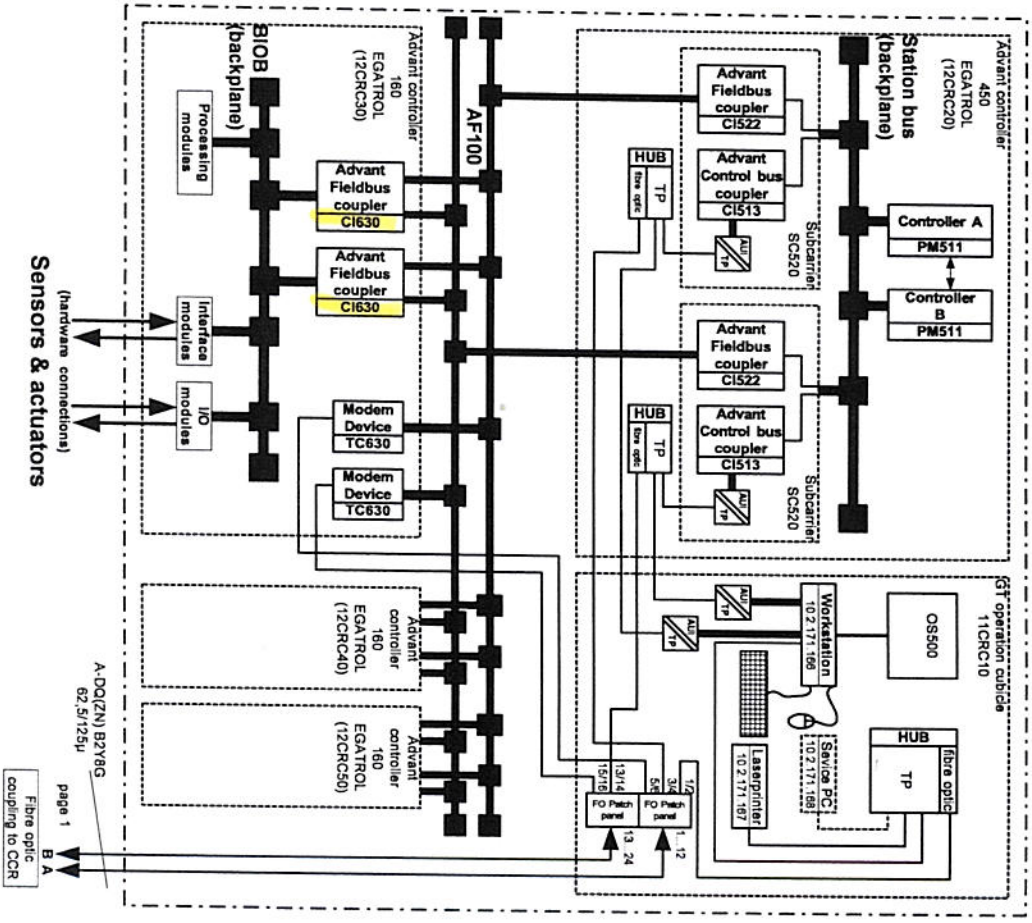 Advant controller
450
EGATROL
(12CRC20)
Station bus
(backplane)
Controller A
PM511
Controller
B
PM511
Advant
Fieldbus
coupler
CI522
Advant
Control bus
coupler
CI513
AUI
TP
Subcarrier
SC520
HUB
TP
fibre optic
Advant
Fieldbus
coupler
CI522
Advant
Control bus
coupler
CI513
AUI
TP
Subcarrier
SC520
HUB
TP
fibre optic
AF100
Advant controller
160
EGATROL
(12CRC30)
BIOB
(backplane)
Processing
modules
Advant
Fieldbus
coupler
CI630
Advant
Fieldbus
coupler
CI630
Interface
modules
I/O
modules
Modem
Device
TC630
Modem
Device
TC630
Sensors & actuators
(hardware connections)
Advant
controller
160
EGATROL
(12CRC40)
Advant
controller
160
EGATROL
(12CRC50)
GT operation cubicle
11CRC10
OS500
Workstation
10.2.171.166
AUI
TP
AUI
TP
HUB
TP
fibre optic
Sevice PC
10.2.171.168
Laserprinter
10.2.171.167
1/2
3/4
5/6
13/14
15/16
FO Patch
panel
FO Patch
panel
1...12
13...24
A-DQ(ZN) B2Y8G
62,5/125µ
page 1
B
A
Fibre optic
coupling to CCR